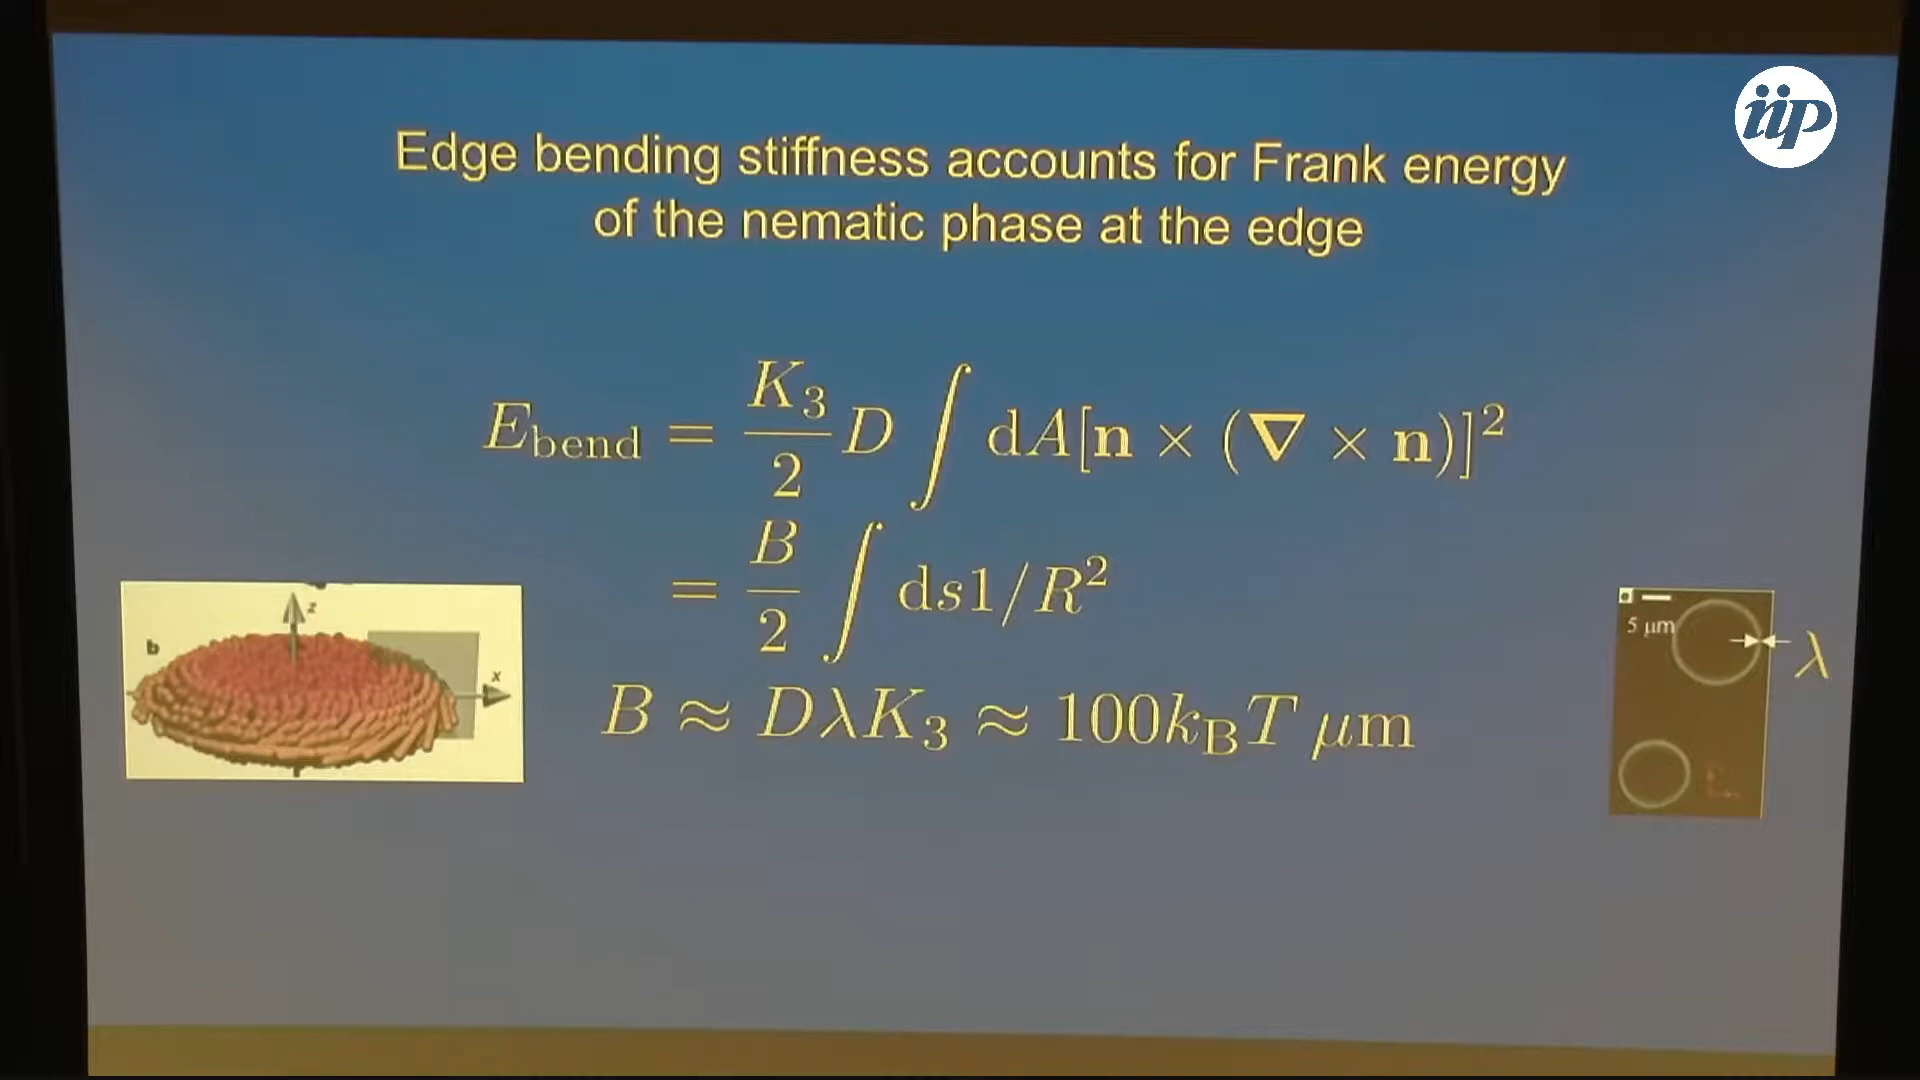 iip
Edge bending stiffness accounts for Frank energy
of the nematic phase at the edge
E_bend = K_3/2 D ∫ dA[n × (∇ × n)]^2
= B/2 ∫ ds1/R^2
B ≈ DλK_3 ≈ 100k_BT μm
b
z
x
5 μm
λ